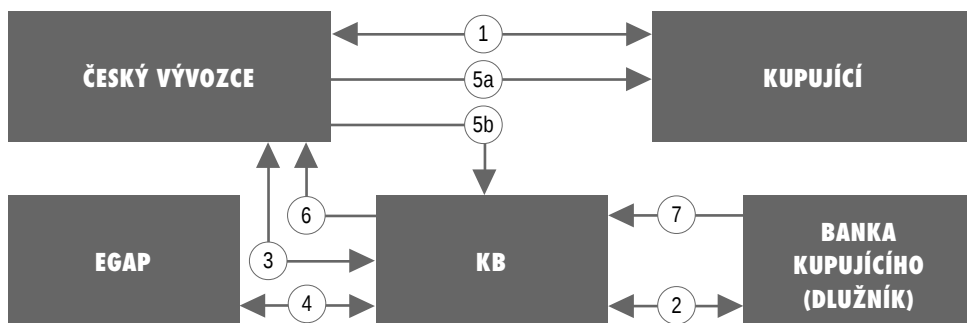 1
ČESKÝ VÝVOZCE
5a
KUPUJÍCÍ
5b
6
7
EGAP
3
KB
BANKA
KUPUJÍCÍHO
(DLUŽNÍK)
4
2